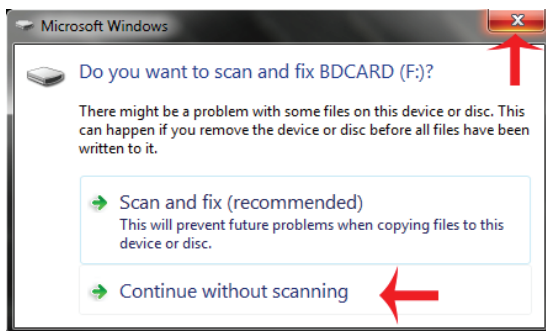 Microsoft Windows
Do you want to scan and fix BDCARD (F:)?
There might be a problem with some files on this device or disc. This
can happen if you remove the device or disc before all files have been
written to it.
Scan and fix (recommended)
This will prevent future problems when copying files to this
device or disc.
Continue without scanning